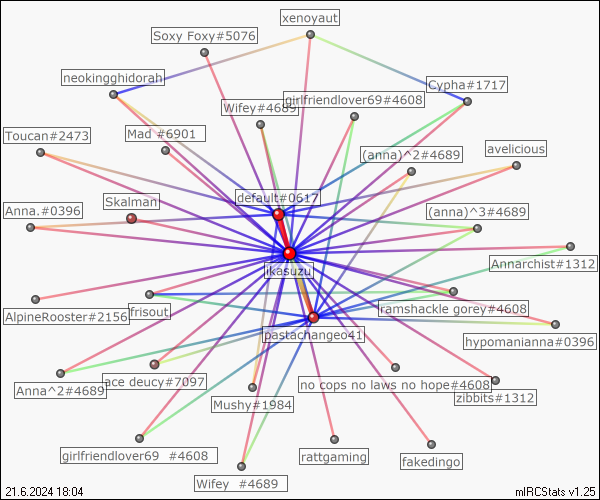 xenoyaut
Soxy Foxy#5076
neokingghidorah
Cypha#1717
girlfriendlover69#4608
Wifey#4689
Toucan#2473
Mad #6901
(anna)^2#4689
avelicious
default#0617
Skalman
Anna.#0396
(anna)^3#4689
ikasuzu
Annarchist#1312
AlpineRooster#2156
frisout
ramshackle gorey#4608
pastachangeo41
hypomanianna#0396
Anna^2#4689
ace deucy#7097
no cops no laws no hope#4608
Mushy#1984
zibbits#1312
girlfriendlover69 #4608
rattgaming
fakedingo
Wifey #4689
21.6.2024 18:04
mIRCStats v1.25